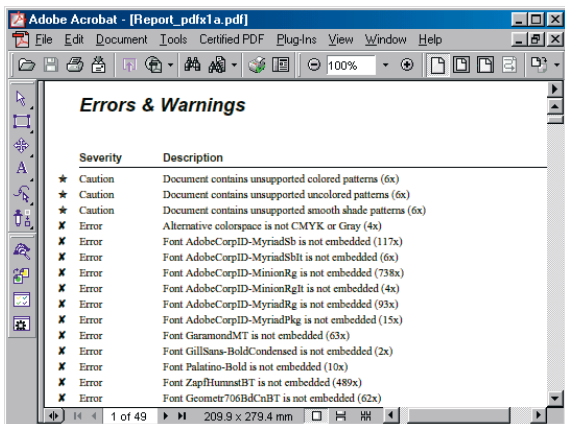 Adobe Acrobat - [Report_pdfx1a.pdf]
File Edit Document Tools Certified PDF Plug-Ins View Window Help
100%
Errors & Warnings
Severity Description
Caution Document contains unsupported colored patterns (6x)
Caution Document contains unsupported uncolored patterns (6x)
Caution Document contains unsupported smooth shade patterns (6x)
Error Alternative colorspace is not CMYK or Gray (4x)
Error Font AdobeCorpID-MyriadSb is not embedded (117x)
Error Font AdobeCorpID-MyriadSbIt is not embedded (6x)
Error Font AdobeCorpID-MinionRg is not embedded (738x)
Error Font AdobeCorpID-MinionRgIt is not embedded (4x)
Error Font AdobeCorpID-MyriadRg is not embedded (93x)
Error Font AdobeCorpID-MyriadPkg is not embedded (15x)
Error Font GaramondMT is not embedded (63x)
Error Font GillSans-BoldCondensed is not embedded (2x)
Error Font Palatino-Bold is not embedded (10x)
Error Font ZapfHumnstBT is not embedded (489x)
Error Font Geometr706BdCnBT is not embedded (62x)
1 of 49 209.9 x 279.4 mm